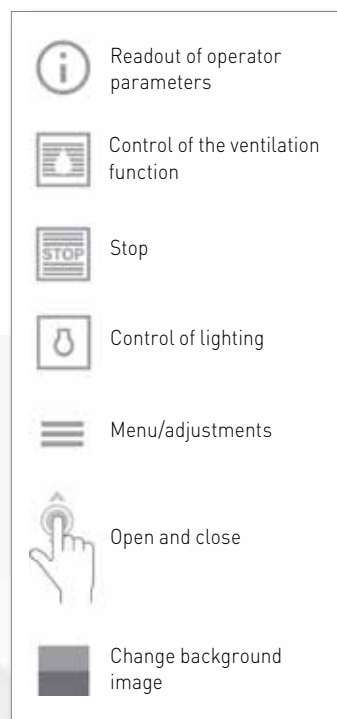 Readout of operator
parameters
Control of the ventilation
function
STOP
Stop
Control of lighting
Menu/adjustments
Open and close
Change background
image